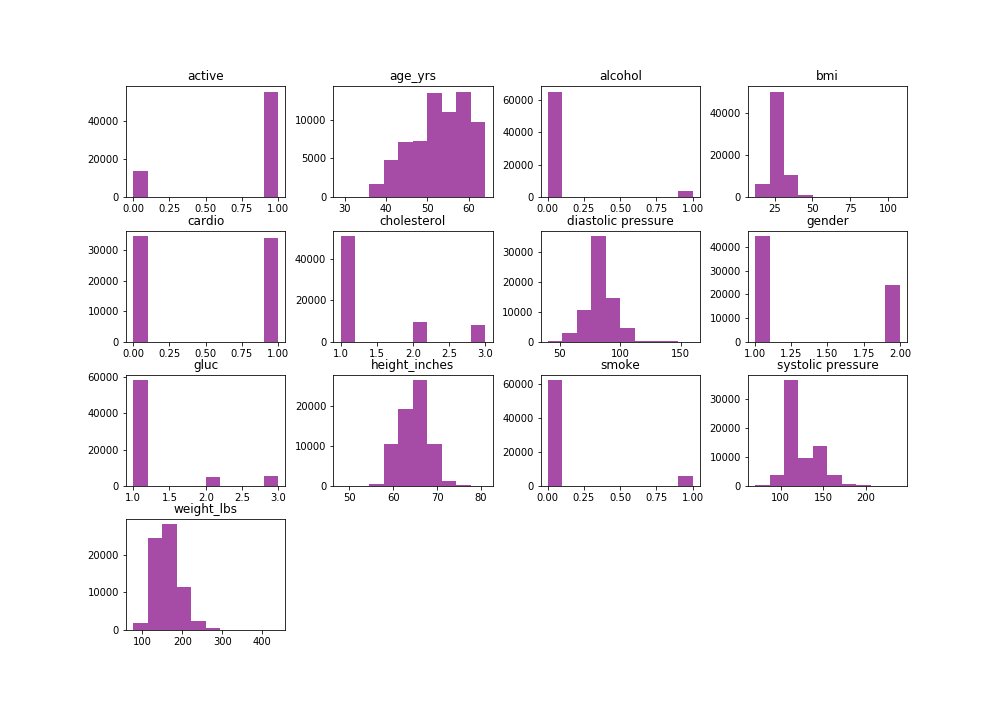 active
40000
20000
0
0.00 0.25 0.50 0.75 1.00
age_yrs
10000
5000
0
30 40 50 60
alcohol
60000
40000
20000
0
0.00 0.25 0.50 0.75 1.00
bmi
40000
20000
0
25 50 75 100
cardio
30000
20000
10000
0
0.00 0.25 0.50 0.75 1.00
cholesterol
40000
20000
0
1.0 1.5 2.0 2.5 3.0
diastolic pressure
30000
20000
10000
0
50 100 150
gender
40000
20000
0
1.00 1.25 1.50 1.75 2.00
gluc
60000
40000
20000
0
1.0 1.5 2.0 2.5 3.0
height_inches
20000
10000
0
50 60 70 80
smoke
60000
40000
20000
0
0.00 0.25 0.50 0.75 1.00
systolic pressure
30000
20000
10000
0
100 150 200
weight_lbs
20000
10000
0
100 200 300 400